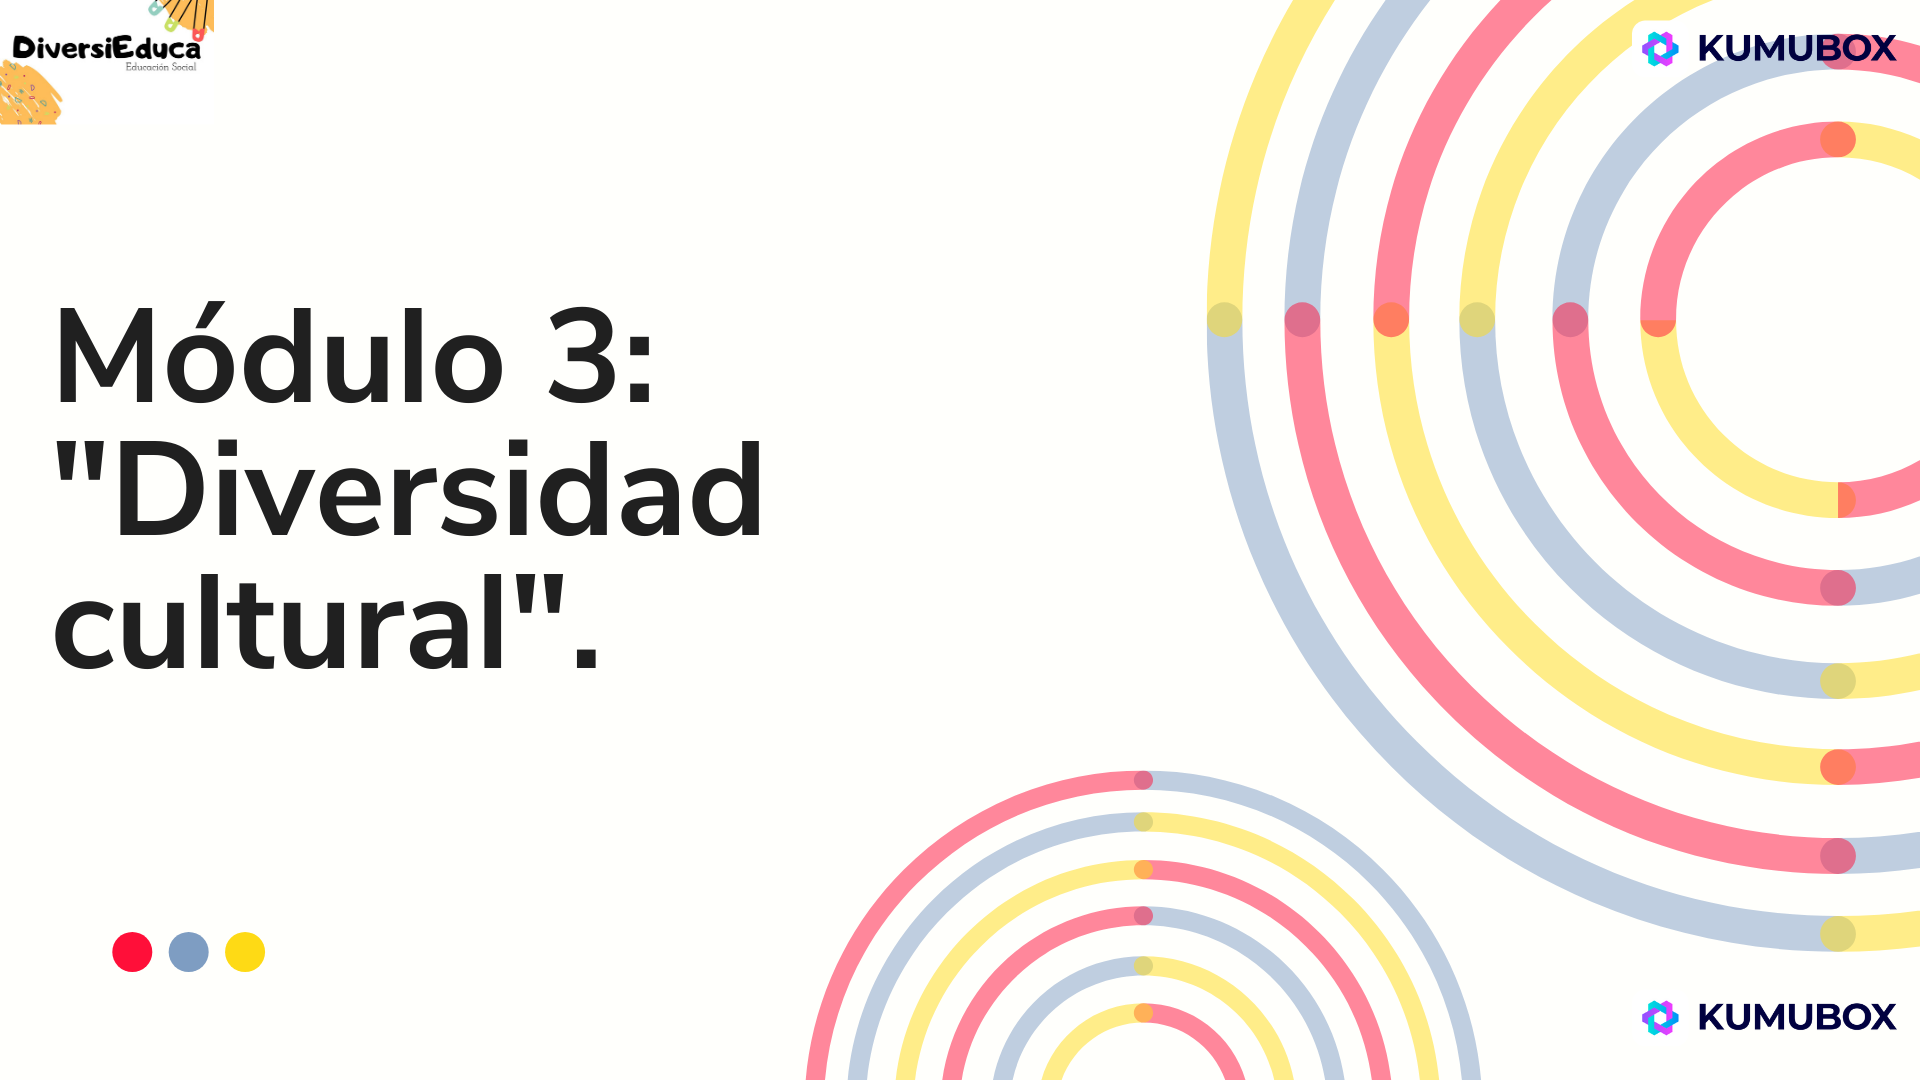 DiversiEduca
Educación Social
KUMUBOX
Módulo 3:
"Diversidad
cultural".
KUMUBOX